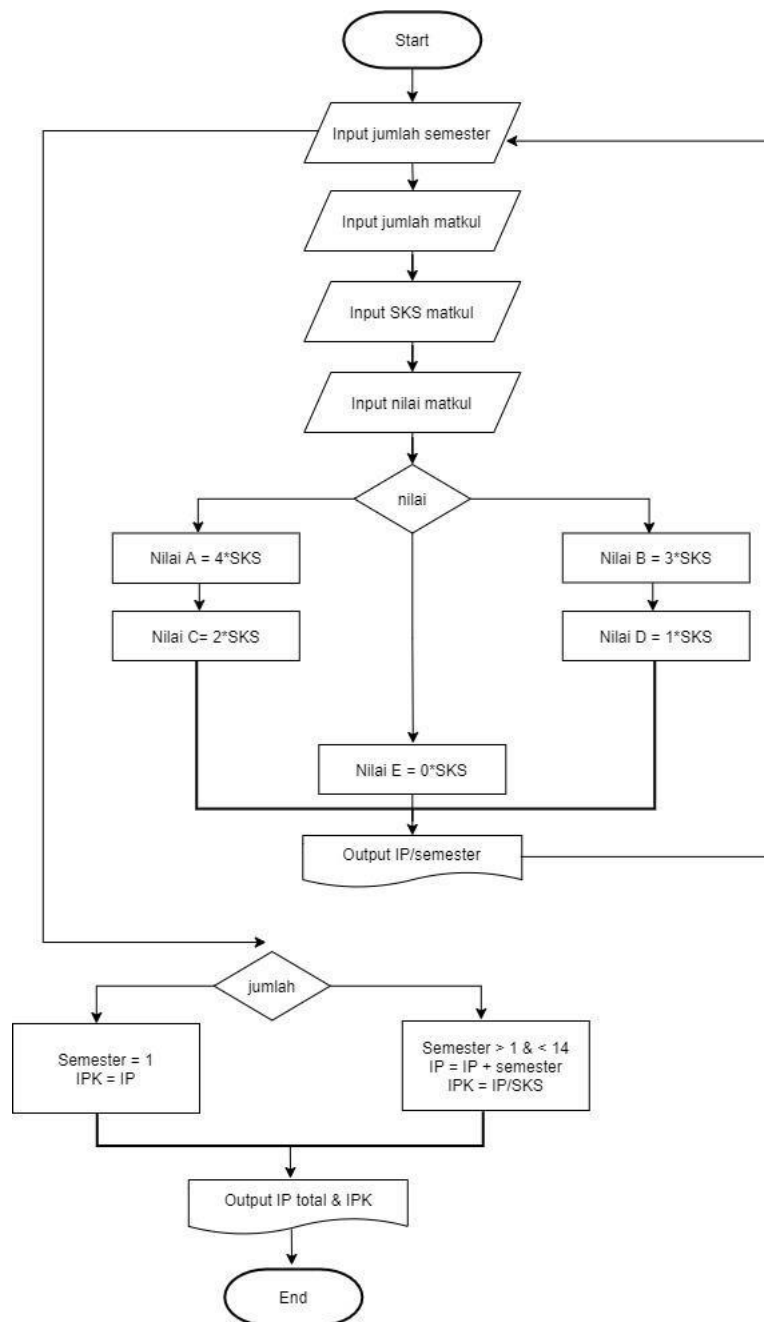 Start
Input jumlah semester
Input jumlah matkul
Input SKS matkul
Input nilai matkul
nilai
Nilai A = 4*SKS
Nilai B = 3*SKS
Nilai C= 2*SKS
Nilai D = 1*SKS
Nilai E = 0*SKS
Output IP/semester
jumlah
Semester = 1
IPK = IP
Semester > 1 & < 14
IP = IP + semester
IPK = IP/SKS
Output IP total & IPK
End